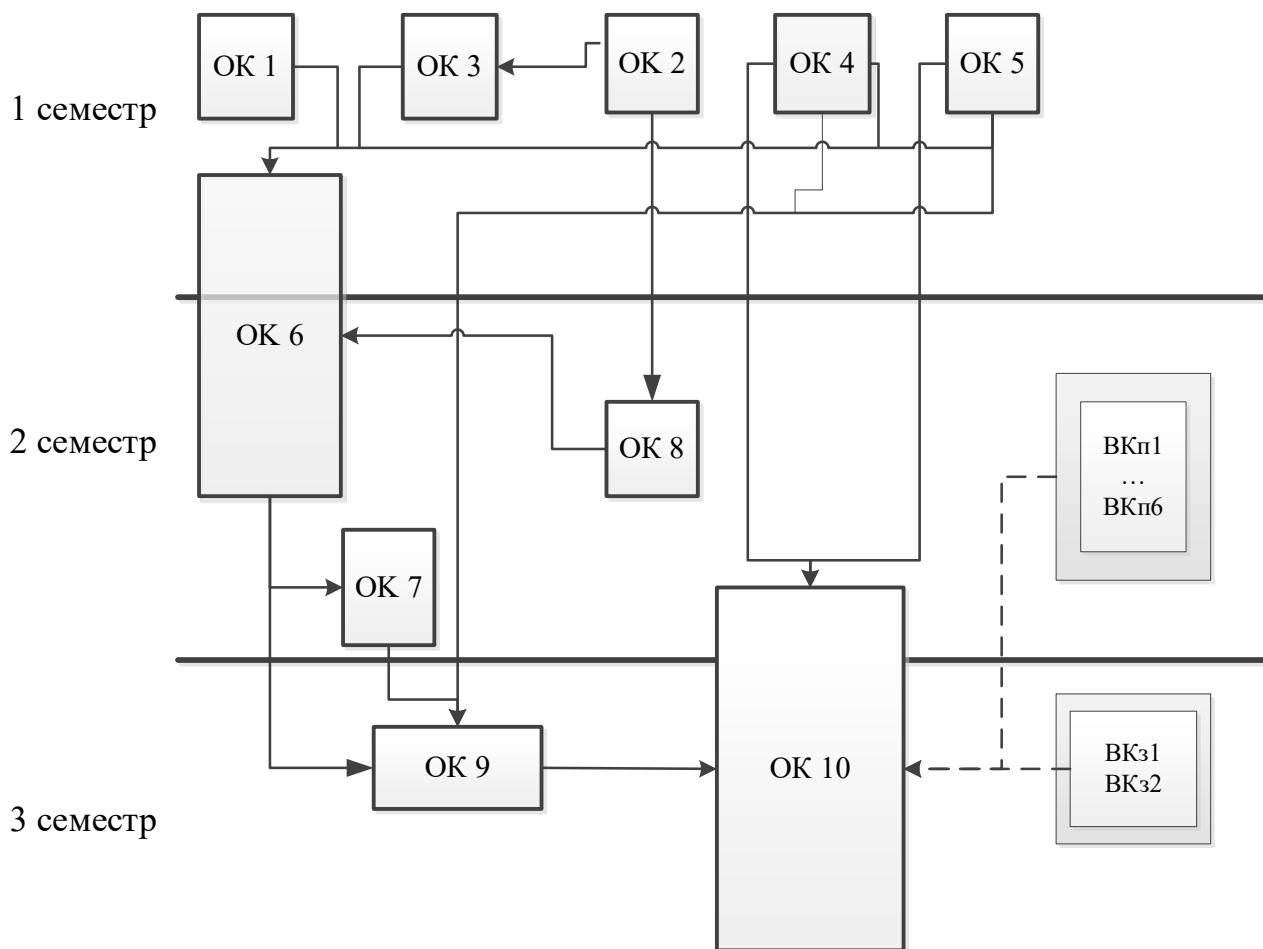 ОК 1
ОК 3
ОК 2
ОК 4
ОК 5
1 семестр
ОК 6
2 семестр
ОК 8
ВКп1
...
ВКп6
ОК 7
ОК 9
ОК 10
ВКз1
ВКз2
3 семестр